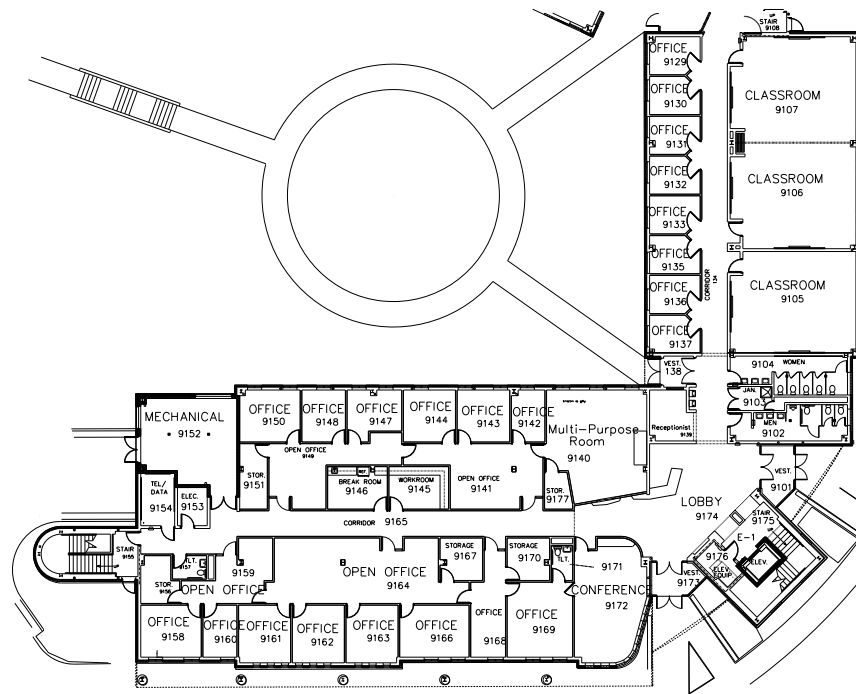 STAIR
9108
OFFICE
9129
OFFICE
9130
OFFICE
9131
OFFICE
9132
OFFICE
9133
OFFICE
9135
OFFICE
9136
OFFICE
9137
CORRIDOR
134
CLASSROOM
9107
CLASSROOM
9106
CLASSROOM
9105
VEST.
138
WOMEN
9104
JAN.
9103
MEN
9102
Receptionist
9139
MECHANICAL
9152
OFFICE
9150
OFFICE
9148
OFFICE
9147
OFFICE
9144
OFFICE
9143
OFFICE
9142
Multi-Purpose
Room
9140
OPEN OFFICE
9149
STOR.
9151
BREAK ROOM
9146
REF.
WORKROOM
9145
OPEN OFFICE
9141
STOR.
9177
VEST.
9101
TEL/
DATA
9154
ELEC.
9153
CORRIDOR
9165
LOBBY
9174
STAIR
9175
E-1
9176
ELEV.
EQUIP.
ELEV.
STAIR
9155
TLT.
9157
9159
OPEN OFFICE
STOR.
9156
OPEN OFFICE
9164
STORAGE
9167
STORAGE
9170
TLT.
9171
CONFERENC
9172
VEST.
9173
OFFICE
9158
OFFICE
9160
OFFICE
9161
OFFICE
9162
OFFICE
9163
OFFICE
9166
OFFICE
9168
OFFICE
9169